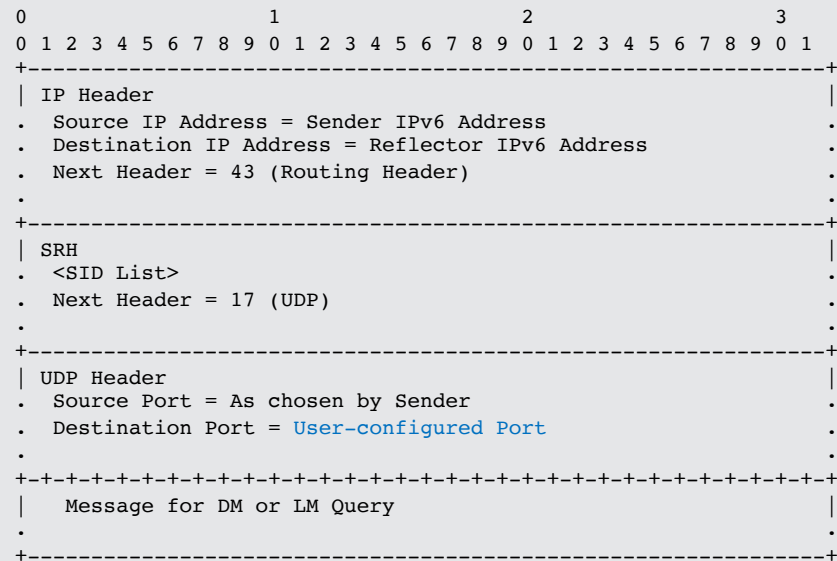 0                   1                   2                   3
0 1 2 3 4 5 6 7 8 9 0 1 2 3 4 5 6 7 8 9 0 1 2 3 4 5 6 7 8 9 0 1
+---------------------------------------------------------------+
| IP Header                                                     |
.  Source IP Address = Sender IPv6 Address                      .
.  Destination IP Address = Reflector IPv6 Address              .
.  Next Header = 43 (Routing Header)                            .
.                                                               .
+---------------------------------------------------------------+
| SRH                                                           |
.  <SID List>                                                   .
.  Next Header = 17 (UDP)                                       .
.                                                               .
+---------------------------------------------------------------+
| UDP Header                                                    |
.  Source Port = As chosen by Sender                            .
.  Destination Port = User-configured Port                      .
.                                                               .
+-+-+-+-+-+-+-+-+-+-+-+-+-+-+-+-+-+-+-+-+-+-+-+-+-+-+-+-+-+-+-+-+
|   Message for DM or LM Query                                  |
.                                                               .
+---------------------------------------------------------------+